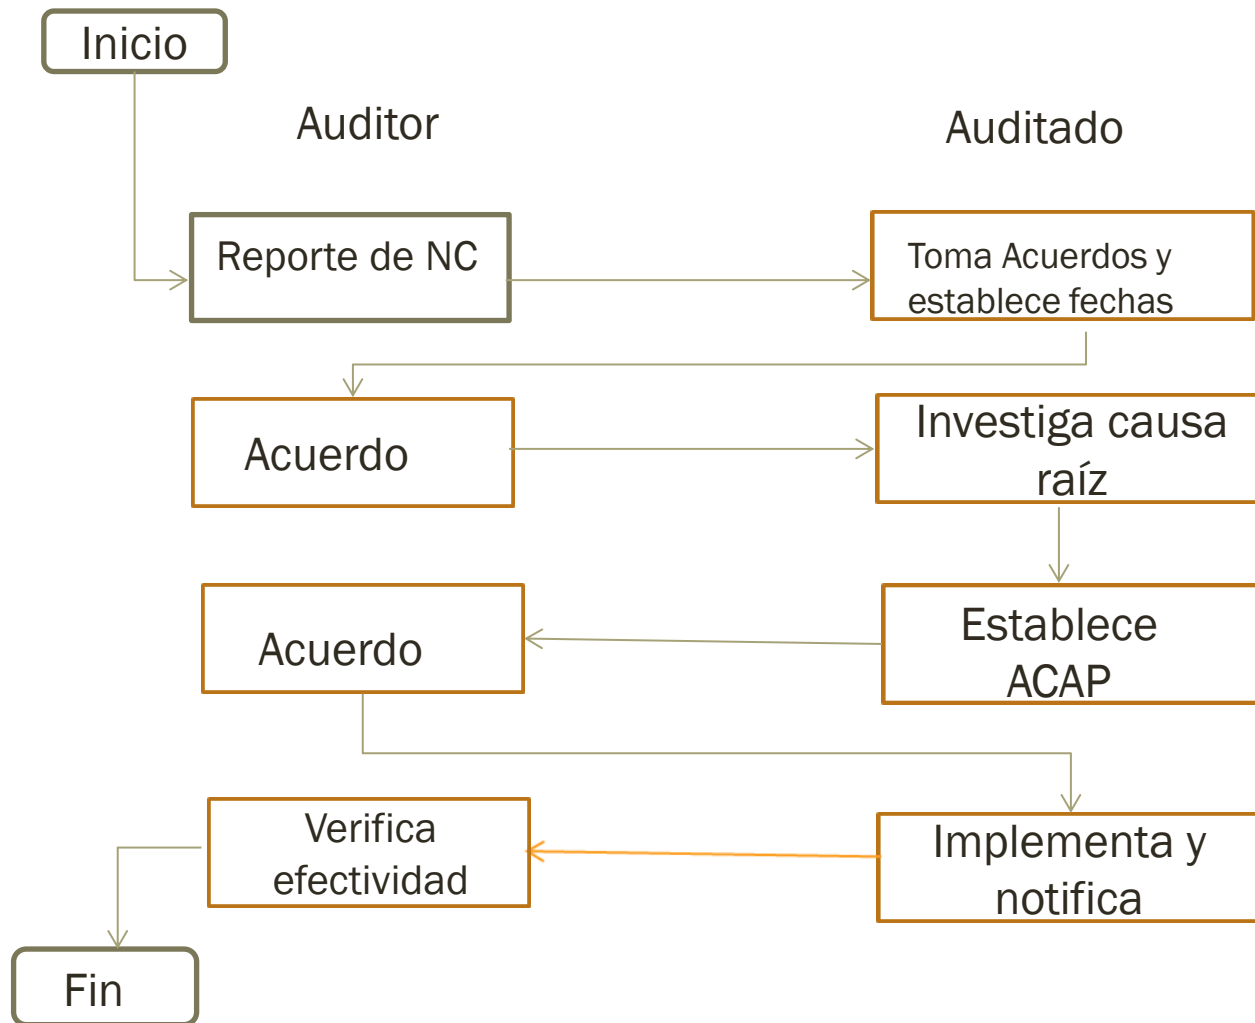 Inicio
Auditor
Auditado
Reporte de NC
Toma Acuerdos y
establece fechas
Acuerdo
Investiga causa
raíz
Acuerdo
Establece
ACAP
Verifica
efectividad
Implementa y
notifica
Fin